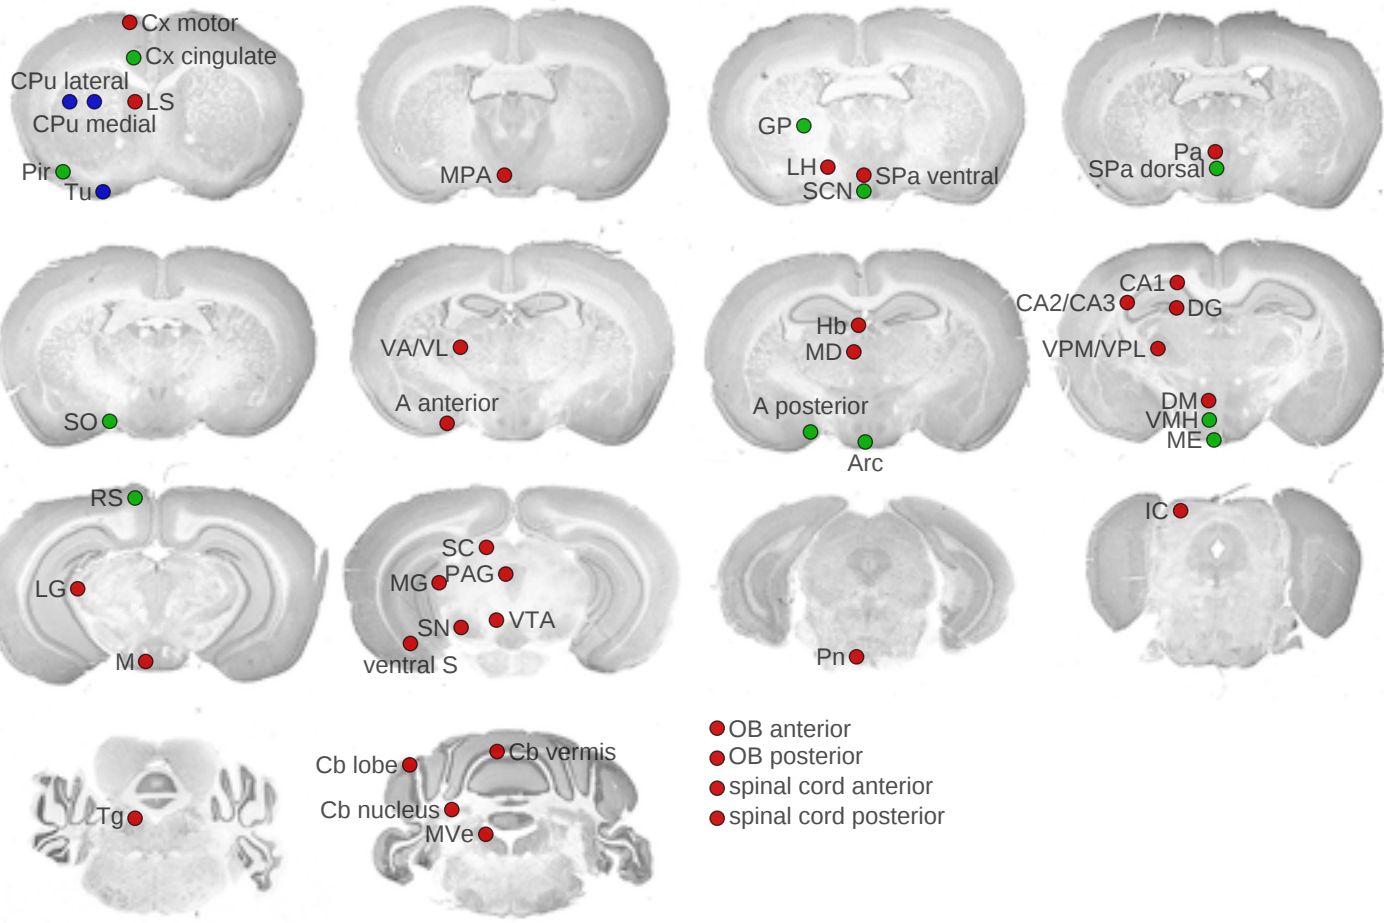 Cx motor
Cx cingulate
CPu lateral
LS
CPu medial
Pir
Tu
MPA
GP
LH
SPa ventral
SCN
Pa
SPa dorsal
SO
VA/VL
A anterior
Hb
MD
A posterior
Arc
CA1
CA2/CA3
DG
VPM/VPL
DM
VMH
ME
RS
LG
M
SC
MG
PAG
SN
VTA
ventral S
Pn
IC
Tg
Cb lobe
Cb vermis
Cb nucleus
MVe
OB anterior
OB posterior
spinal cord anterior
spinal cord posterior